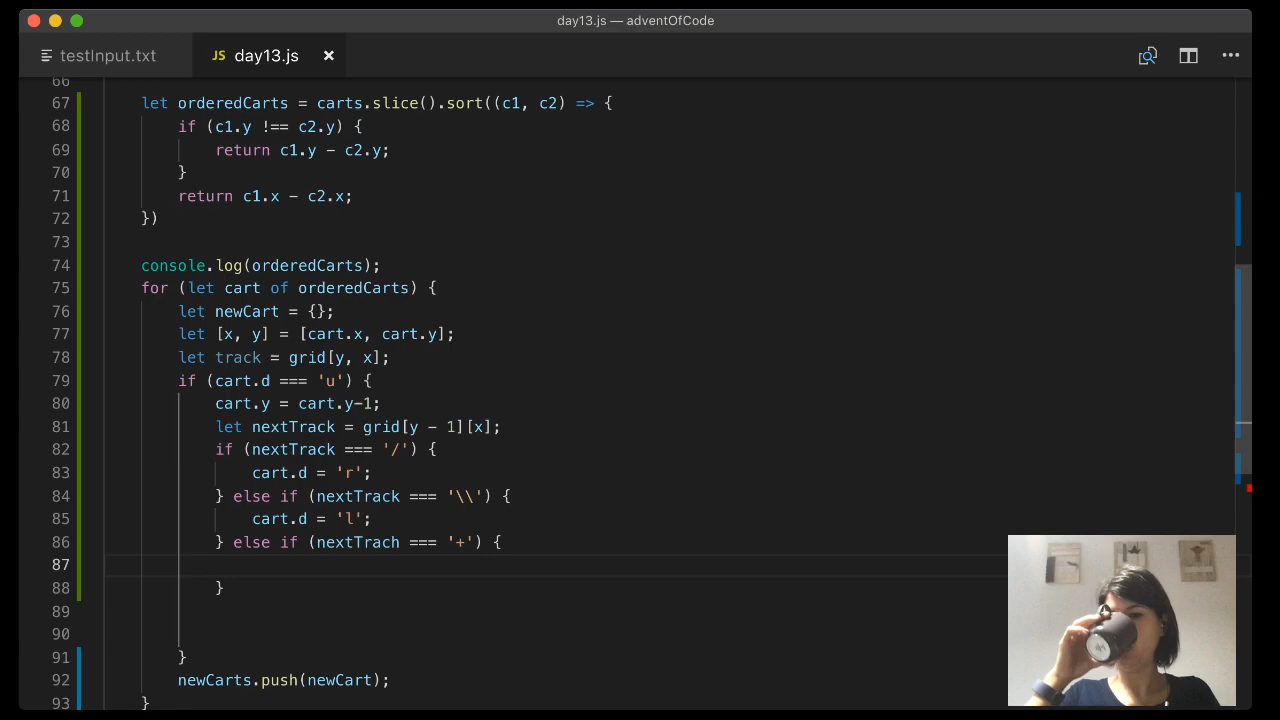 day13.js — adventOfCode
testInput.txt
JS day13.js
66
67 let orderedCarts = carts.slice().sort((c1, c2) => {
68 if (c1.y !== c2.y) {
69 return c1.y - c2.y;
70 }
71 return c1.x - c2.x;
72 })
73
74 console.log(orderedCarts);
75 for (let cart of orderedCarts) {
76 let newCart = {};
77 let [x, y] = [cart.x, cart.y];
78 let track = grid[y, x];
79 if (cart.d === 'u') {
80 cart.y = cart.y-1;
81 let nextTrack = grid[y - 1][x];
82 if (nextTrack === '/') {
83 cart.d = 'r';
84 } else if (nextTrack === '\\') {
85 cart.d = 'l';
86 } else if (nextTrach === '+') {
87
88 }
89
90
91 }
92 newCarts.push(newCart);
93 }